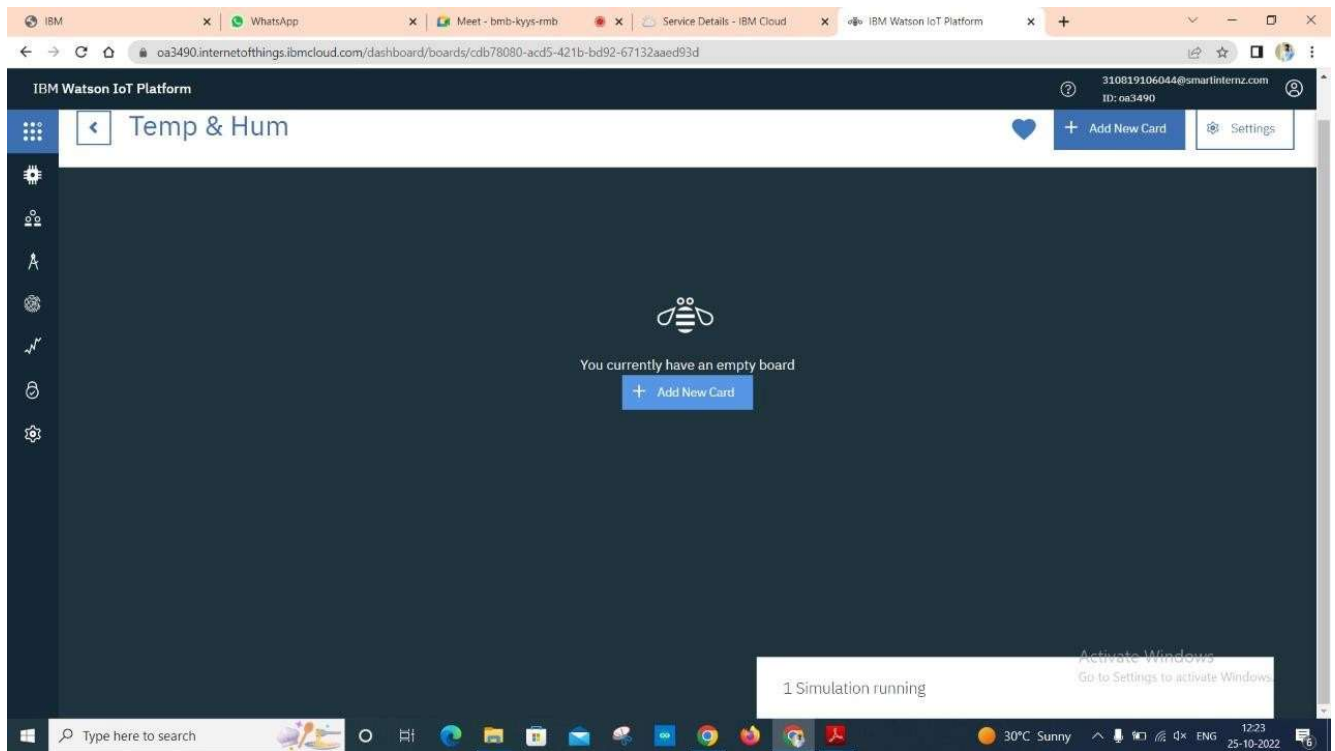 IBM
WhatsApp
Meet - bmb-kyys-rmb
Service Details - IBM Cloud
IBM Watson IoT Platform
oa3490.internetofthings.ibmcloud.com/dashboard/boards/cdb78080-acd5-421b-bd92-67132aaed93d
IBM Watson IoT Platform
310819106044@smartinternz.com
ID: oa3490
Temp & Hum
+ Add New Card
Settings
You currently have an empty board
+ Add New Card
1 Simulation running
Activate Windows
Go to Settings to activate Windows.
Type here to search
30°C Sunny
ENG
12:23
25-10-2022
6